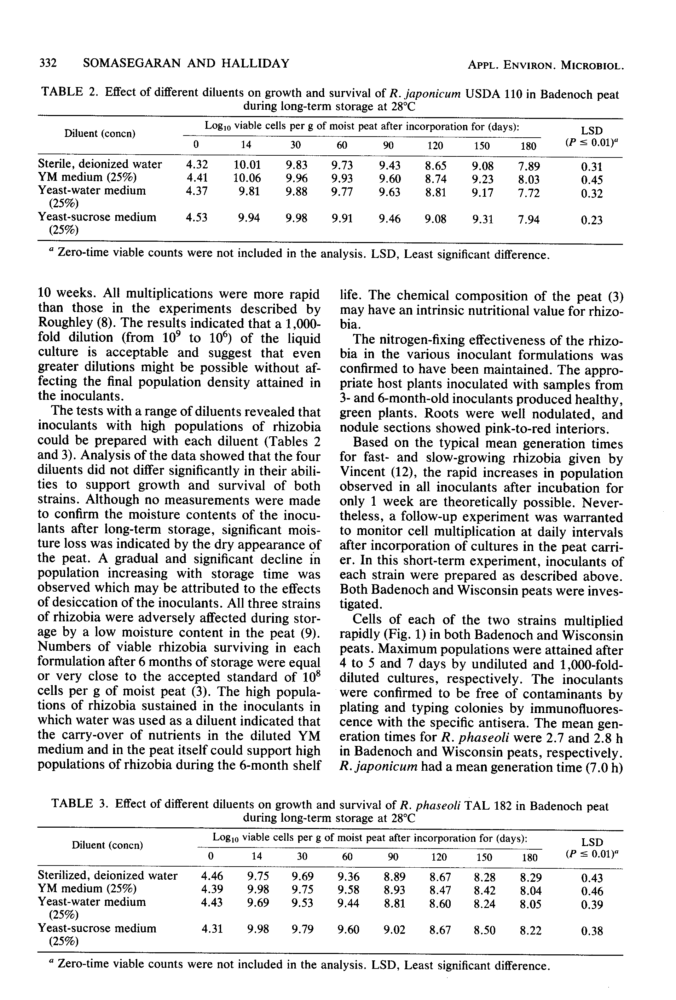 332 SOMASEGARAN AND HALLIDAY APPL. ENVIRON. MICROBIOL.
TABLE 2. Effect of different diluents on growth and survival of R. japonicum USDA 110 in Badenoch peat
during long-term storage at 28°C
Diluent (concn) Log10 viable cells per g of moist peat after incorporation for (days): LSD
0 14 30 60 90 120 150 180 (P ≤ 0.01)a
Sterile, deionized water 4.32 10.01 9.83 9.73 9.43 8.65 9.08 7.89 0.31
YM medium (25%) 4.41 10.06 9.96 9.93 9.60 8.74 9.23 8.03 0.45
Yeast-water medium 4.37 9.81 9.88 9.77 9.63 8.81 9.17 7.72 0.32
(25%)
Yeast-sucrose medium 4.53 9.94 9.98 9.91 9.46 9.08 9.31 7.94 0.23
(25%)
a Zero-time viable counts were not included in the analysis. LSD, Least significant difference.
10 weeks. All multiplications were more rapid
than those in the experiments described by
Roughley (8). The results indicated that a 1,000-
fold dilution (from 10⁹ to 10⁶) of the liquid
culture is acceptable and suggest that even
greater dilutions might be possible without af-
fecting the final population density attained in
the inoculants.
The tests with a range of diluents revealed that
inoculants with high populations of rhizobia
could be prepared with each diluent (Tables 2
and 3). Analysis of the data showed that the four
diluents did not differ significantly in their abili-
ties to support growth and survival of both
strains. Although no measurements were made
to confirm the moisture contents of the inocu-
lants after long-term storage, significant mois-
ture loss was indicated by the dry appearance of
the peat. A gradual and significant decline in
population increasing with storage time was
observed which may be attributed to the effects
of desiccation of the inoculants. All three strains
of rhizobia were adversely affected during stor-
age by a low moisture content in the peat (9).
Numbers of viable rhizobia surviving in each
formulation after 6 months of storage were equal
or very close to the accepted standard of 10⁸
cells per g of moist peat (3). The high popula-
tions of rhizobia sustained in the inoculants in
which water was used as a diluent indicated that
the carry-over of nutrients in the diluted YM
medium and in the peat itself could support high
populations of rhizobia during the 6-month shelf
life. The chemical composition of the peat (3)
may have an intrinsic nutritional value for rhizo-
bia.
The nitrogen-fixing effectiveness of the rhizo-
bia in the various inoculant formulations was
confirmed to have been maintained. The appro-
priate host plants inoculated with samples from
3- and 6-month-old inoculants produced healthy,
green plants. Roots were well nodulated, and
nodule sections showed pink-to-red interiors.
Based on the typical mean generation times
for fast- and slow-growing rhizobia given by
Vincent (12), the rapid increases in population
observed in all inoculants after incubation for
only 1 week are theoretically possible. Never-
theless, a follow-up experiment was warranted
to monitor cell multiplication at daily intervals
after incorporation of cultures in the peat carri-
er. In this short-term experiment, inoculants of
each strain were prepared as described above.
Both Badenoch and Wisconsin peats were inves-
tigated.
Cells of each of the two strains multiplied
rapidly (Fig. 1) in both Badenoch and Wisconsin
peats. Maximum populations were attained after
4 to 5 and 7 days by undiluted and 1,000-fold-
diluted cultures, respectively. The inoculants
were confirmed to be free of contaminants by
plating and typing colonies by immunofluores-
cence with the specific antisera. The mean gen-
eration times for R. phaseoli were 2.7 and 2.8 h
in Badenoch and Wisconsin peats, respectively.
R. japonicum had a mean generation time (7.0 h)
TABLE 3. Effect of different diluents on growth and survival of R. phaseoli TAL 182 in Badenoch peat
during long-term storage at 28°C
Diluent (concn) Log10 viable cells per g of moist peat after incorporation for (days): LSD
0 14 30 60 90 120 150 180 (P ≤ 0.01)a
Sterilized, deionized water 4.46 9.75 9.69 9.36 8.89 8.67 8.28 8.29 0.43
YM medium (25%) 4.39 9.98 9.75 9.58 8.93 8.47 8.42 8.04 0.46
Yeast-water medium 4.43 9.69 9.53 9.44 8.81 8.60 8.24 8.05 0.39
(25%)
Yeast-sucrose medium 4.31 9.98 9.79 9.60 9.02 8.67 8.50 8.22 0.38
(25%)
a Zero-time viable counts were not included in the analysis. LSD, Least significant difference.